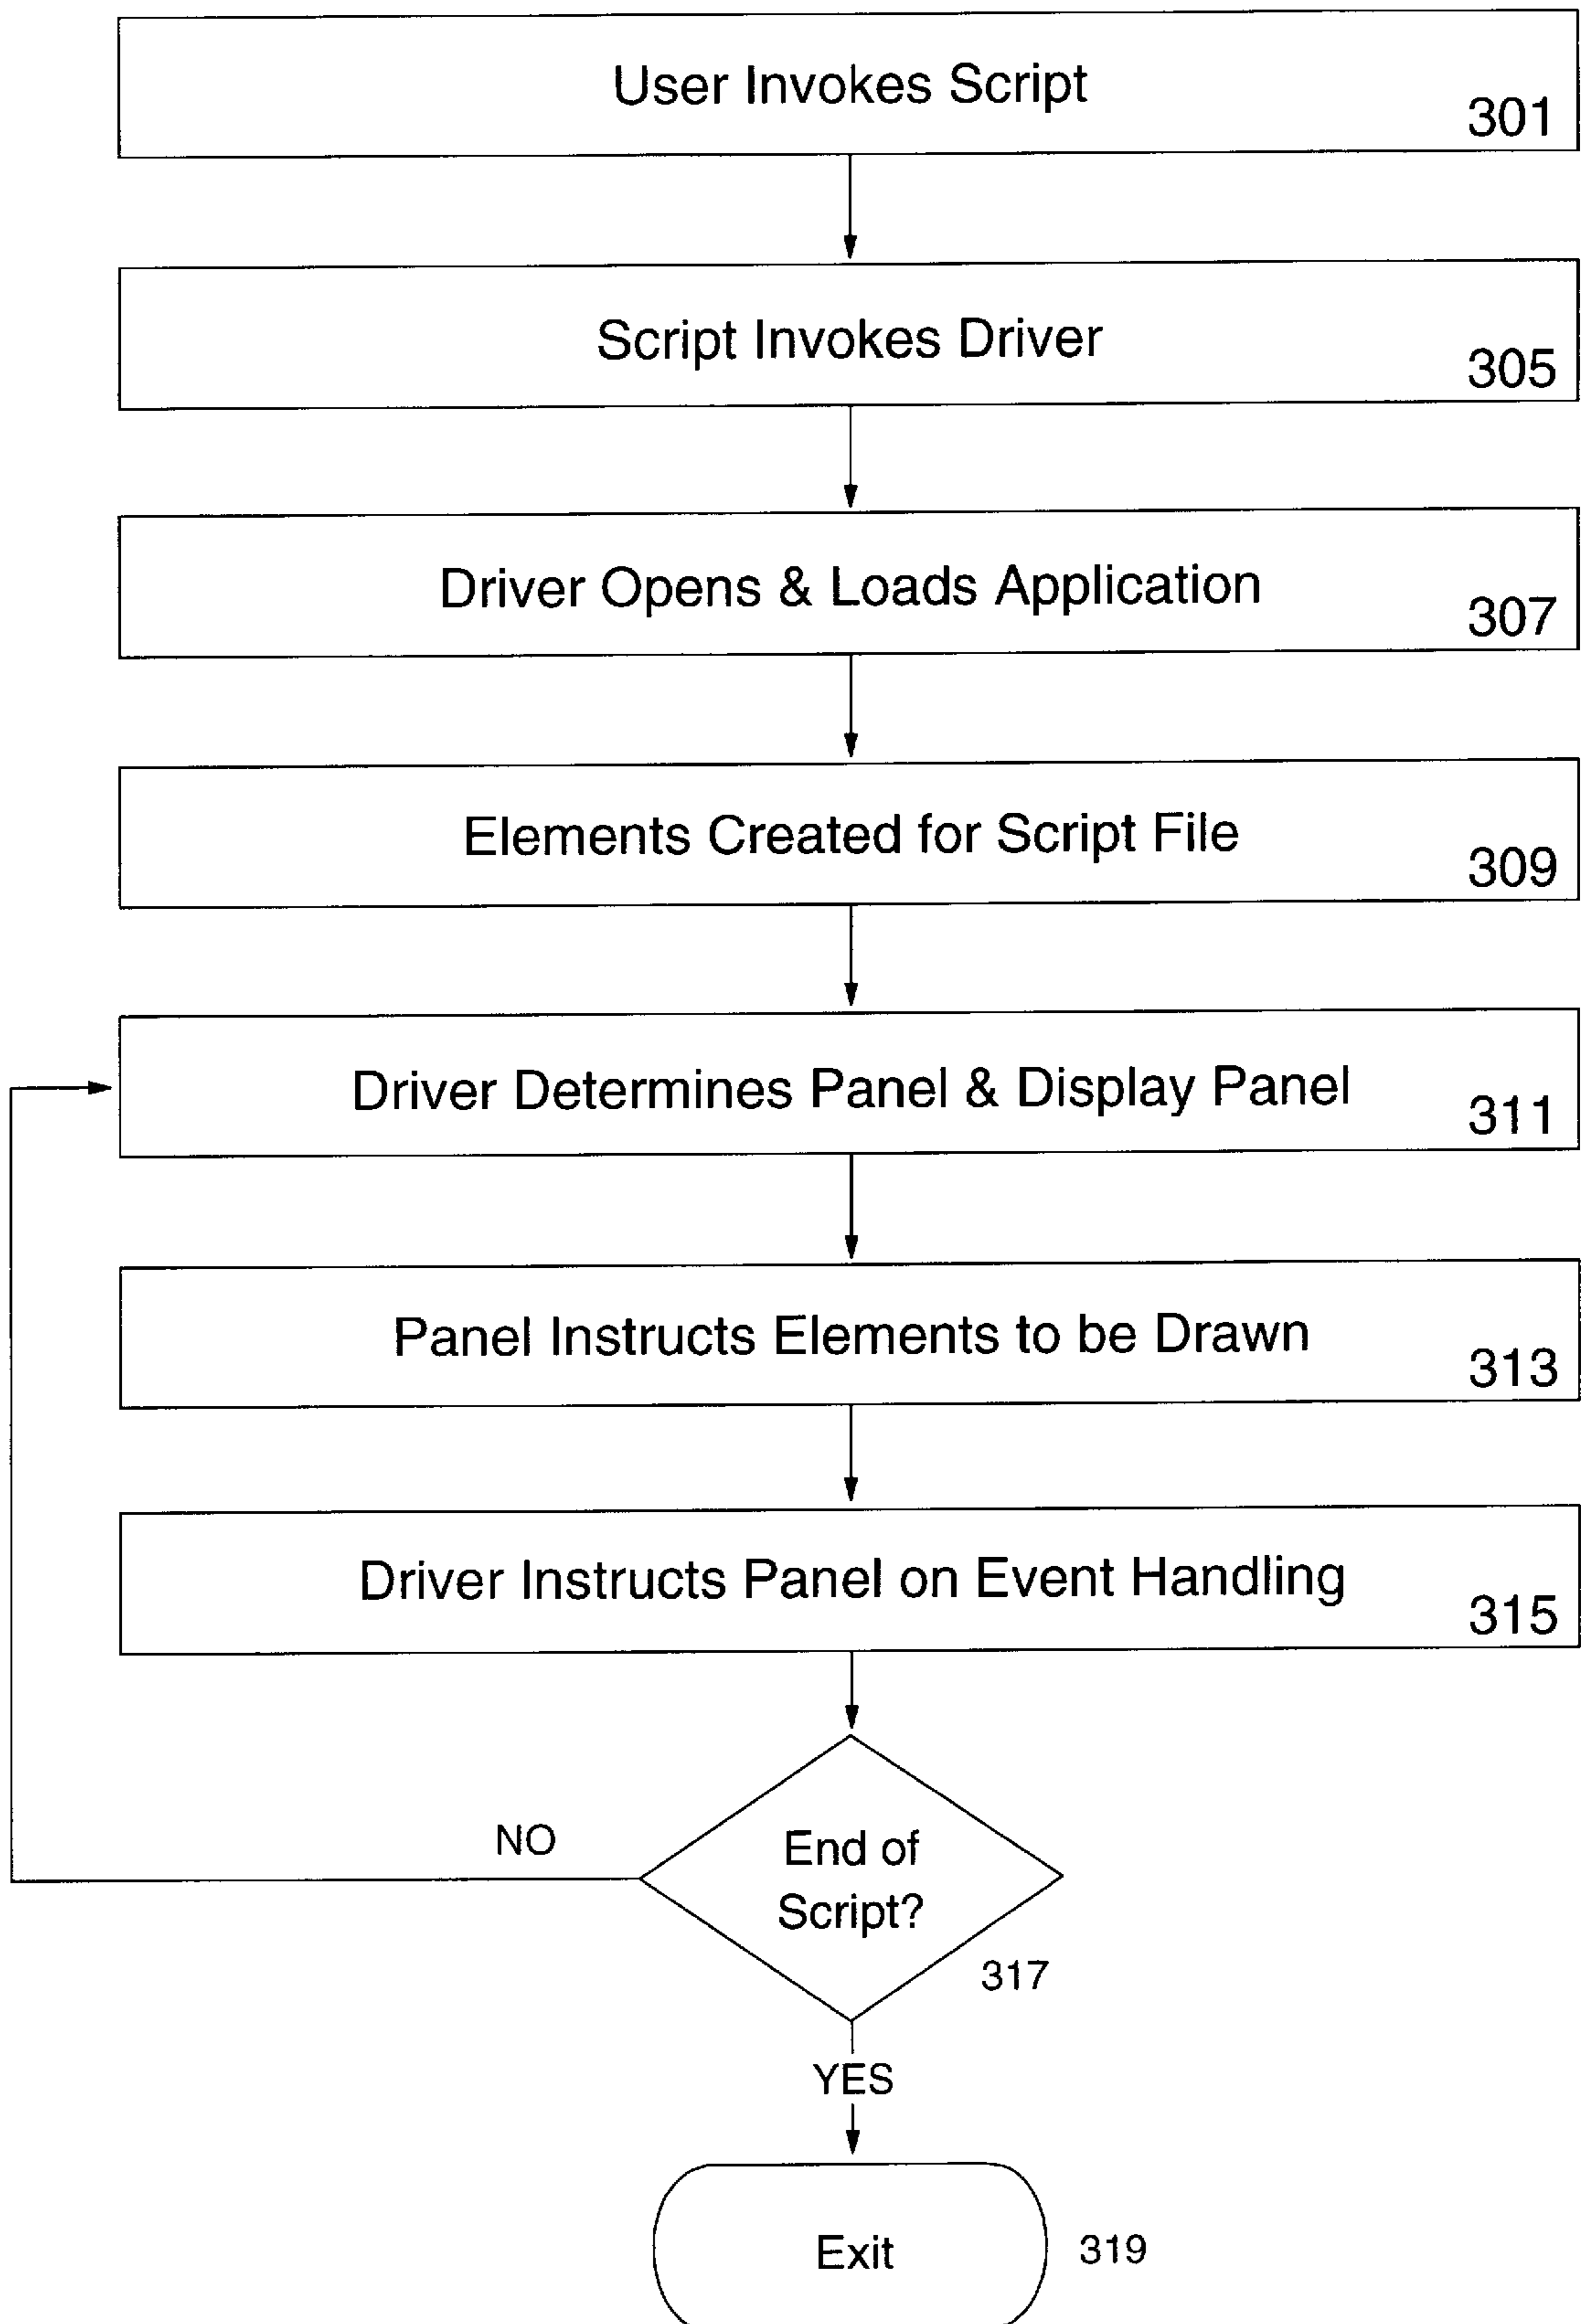 User Invokes Script
301
Script Invokes Driver
305
Driver Opens & Loads Application
307
Elements Created for Script File
309
Driver Determines Panel & Display Panel
311
Panel Instructs Elements to be Drawn
313
Driver Instructs Panel on Event Handling
315
NO
End of
Script?
317
YES
Exit
319